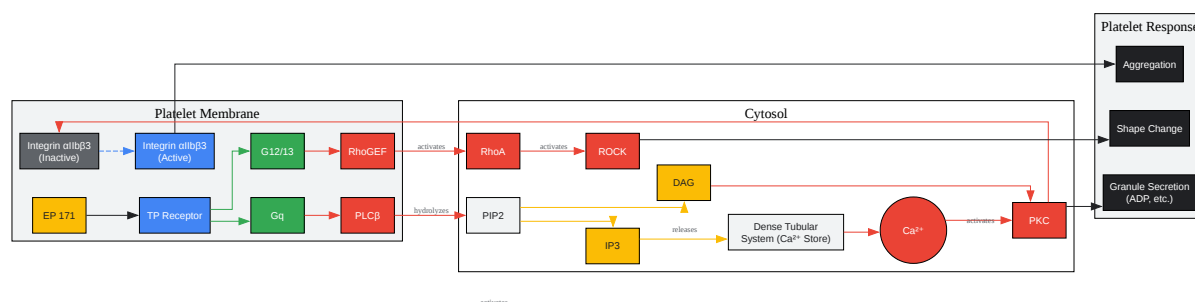 Platelet Response
Aggregation
Platelet Membrane
Cytosol
Integrin αIIbβ3
(Inactive)
Integrin αIIbβ3
(Active)
G12/13
RhoGEF
activates
RhoA
activates
ROCK
Shape Change
DAG
Granule Secretion
(ADP, etc.)
EP 171
TP Receptor
Gq
PLCβ
hydrolyzes
PIP2
IP3
releases
Dense Tubular
System (Ca²⁺ Store)
Ca²⁺
activates
PKC
activates